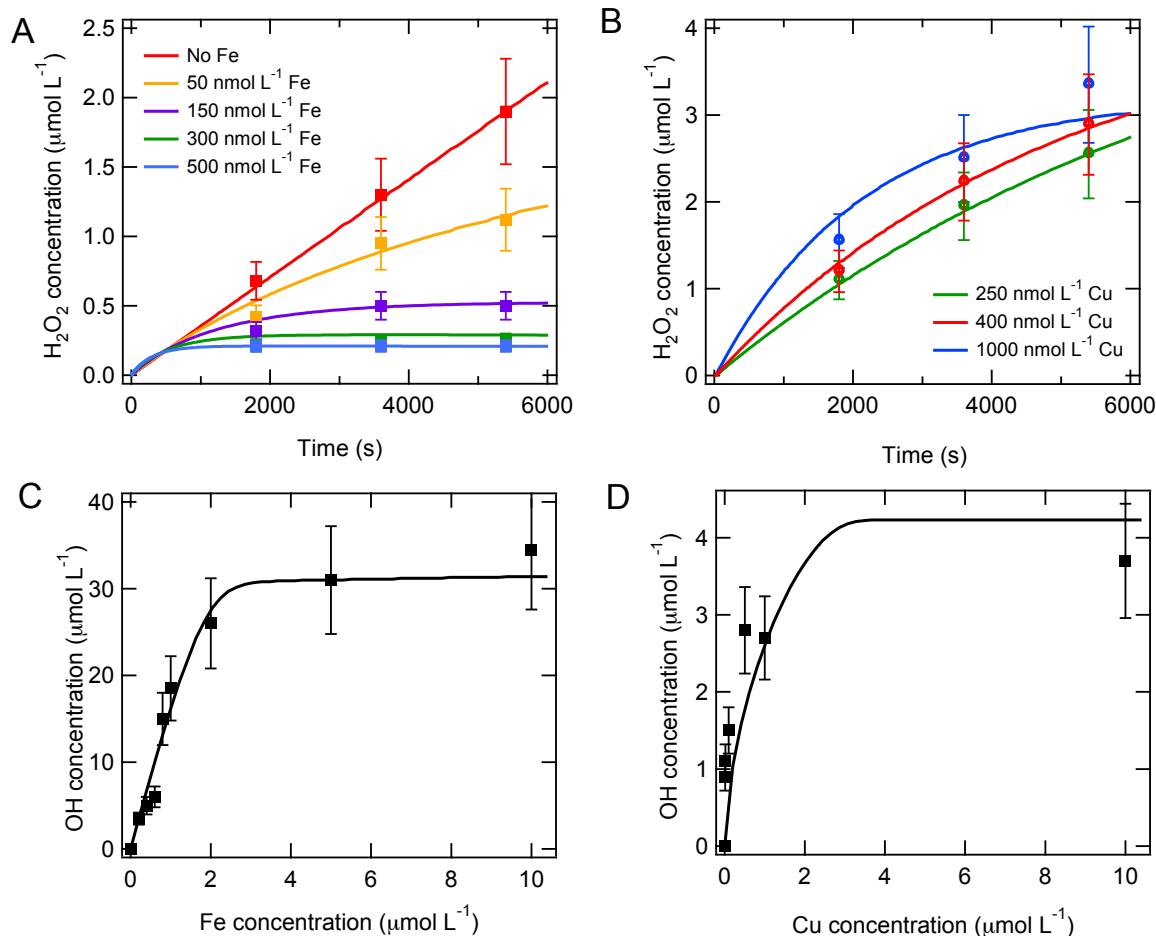 A
H₂O₂ concentration (µmol L⁻¹)
2.5
2.0
1.5
1.0
0.5
0.0
No Fe
50 nmol L⁻¹ Fe
150 nmol L⁻¹ Fe
300 nmol L⁻¹ Fe
500 nmol L⁻¹ Fe
0
2000
4000
6000
Time (s)
B
H₂O₂ concentration (µmol L⁻¹)
4
3
2
1
0
250 nmol L⁻¹ Cu
400 nmol L⁻¹ Cu
1000 nmol L⁻¹ Cu
0
2000
4000
6000
Time (s)
C
OH concentration (µmol L⁻¹)
40
30
20
10
0
0
2
4
6
8
10
Fe concentration (µmol L⁻¹)
D
OH concentration (µmol L⁻¹)
4
3
2
1
0
0
2
4
6
8
10
Cu concentration (µmol L⁻¹)